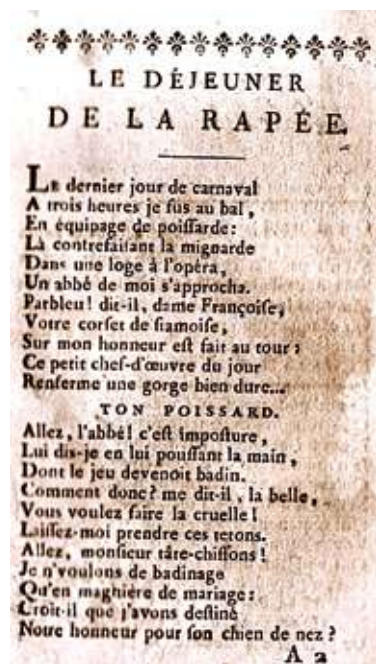 LE DÉJEUNER
DE LA RAPÉE
Le dernier jour de carnaval
A trois heures je fus au bal,
En équipage de poiſſarde:
Là contrefaiſant la mignarde
Dans une loge à l'opéra,
Un abbé de moi s'approcha.
Parbleu! dit-il, dame Françoiſe,
Votre corſet de ſiamoiſe,
Sur mon honneur eſt fait au tour;
Ce petit chef-d'œuvre du jour
Renferme une gorge bien dure...
TON POISSARD.
Allez, l'abbé! c'eſt impoſture,
Lui dis-je en lui pouſſant la main,
Dont le jeu devenoit badin.
Comment donc? me dit-il, la belle,
Vous voulez faire la cruelle!
Laiſſez-moi prendre ces tetons.
Allez, monſieur tâte-chiffons!
Je n'voulons de badinage
Qu'en maghière de mariage:
Croit-il que j'avons deſtiné
Notre honneur pour ſon chien de nez?
A a